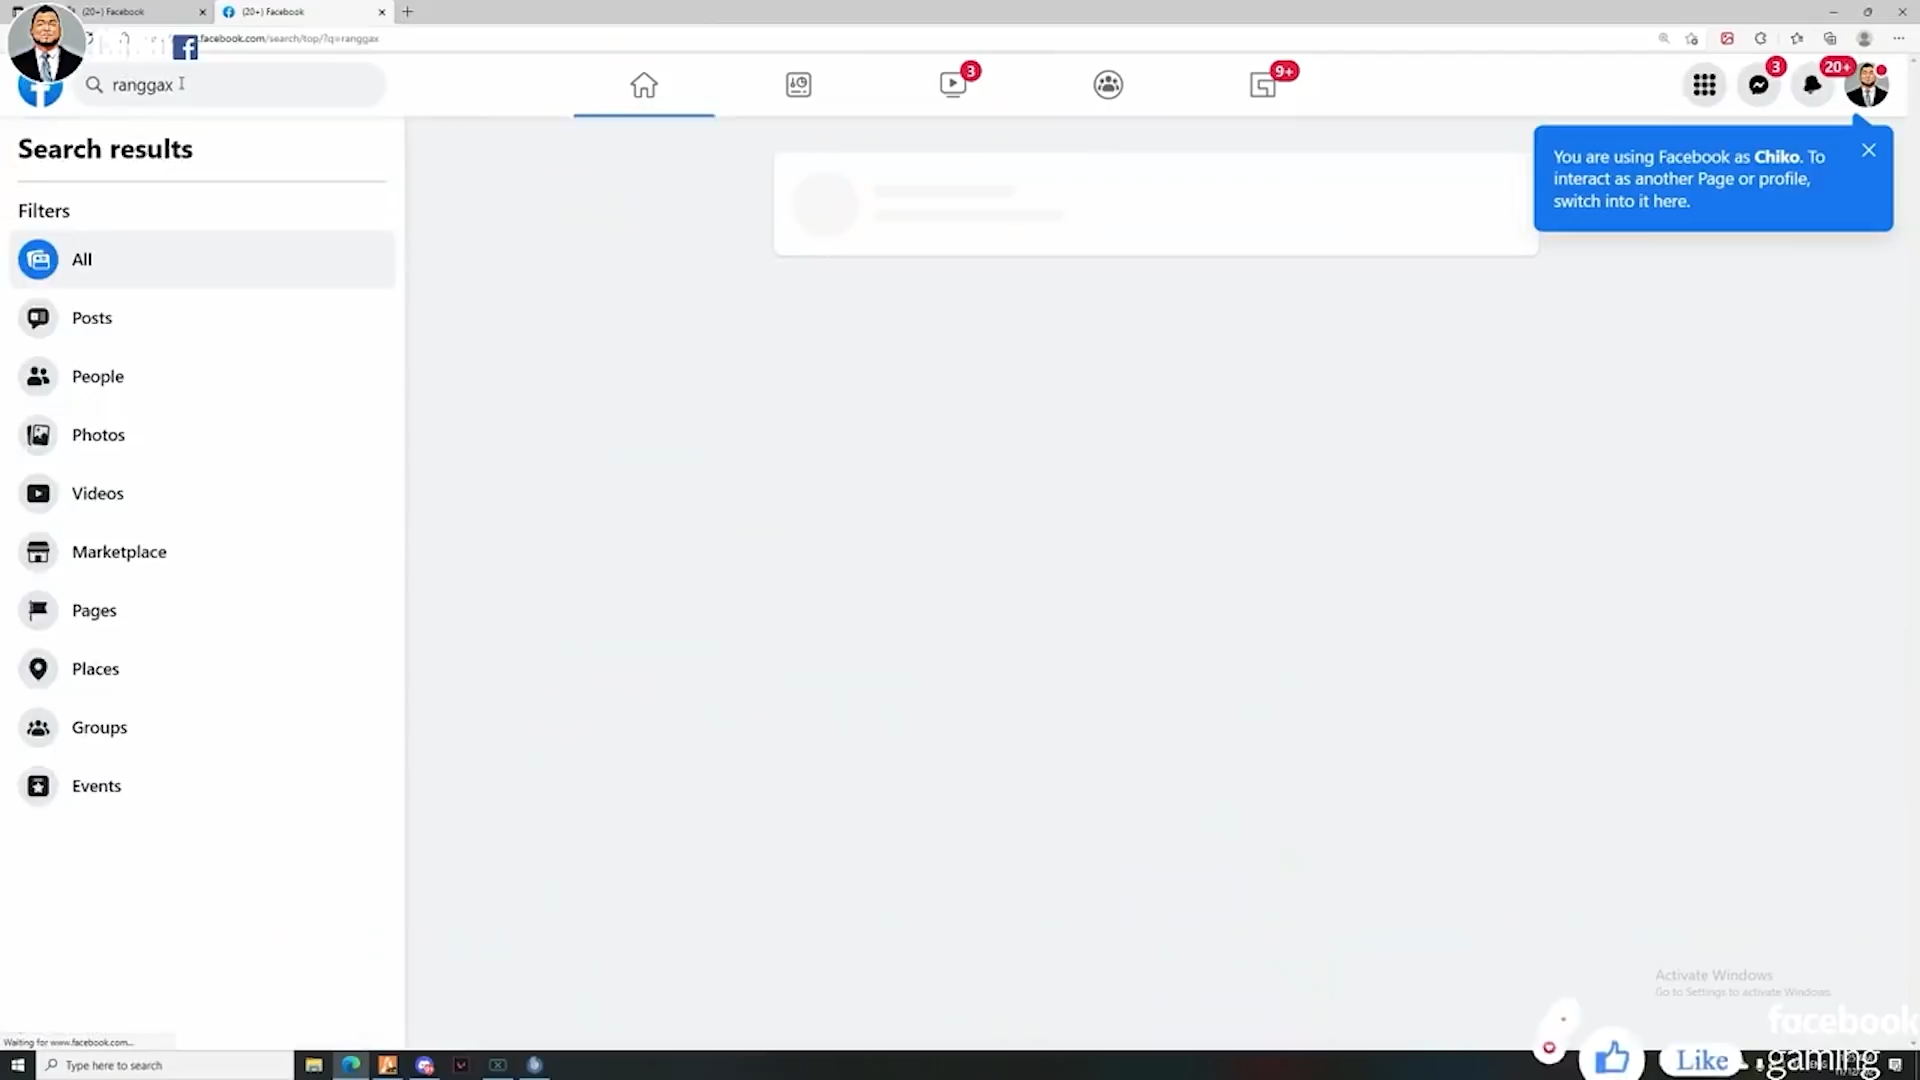 (20+) Facebook
(20+) Facebook
.facebook.com/search/top/?q=ranggax
ranggax
3
9+
3
20+
Search results
Filters
All
Posts
People
Photos
Videos
Marketplace
Pages
Places
Groups
Events
You are using Facebook as Chiko. To
interact as another Page or profile,
switch into it here.
Activate Windows
Go to Settings to activate Windows.
Waiting for www.facebook.com...
Type here to search
facebook
Like
gaming